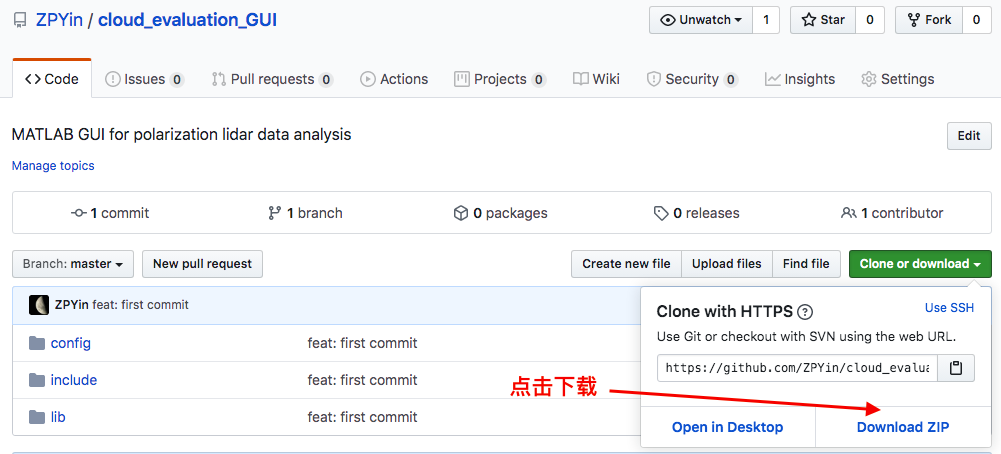 ZPYin / cloud_evaluation_GUI
Unwatch 1 Star 0 Fork 0
Code Issues 0 Pull requests 0 Actions Projects 0 Wiki Security 0 Insights Settings
MATLAB GUI for polarization lidar data analysis
Edit
Manage topics
1 commit 1 branch 0 packages 0 releases 1 contributor
Branch: master New pull request Create new file Upload files Find file Clone or download
ZPYin feat: first commit
config feat: first commit
include feat: first commit
lib feat: first commit
Clone with HTTPS ? Use SSH
Use Git or checkout with SVN using the web URL.
https://github.com/ZPYin/cloud_evalua
点击下载
Open in Desktop Download ZIP